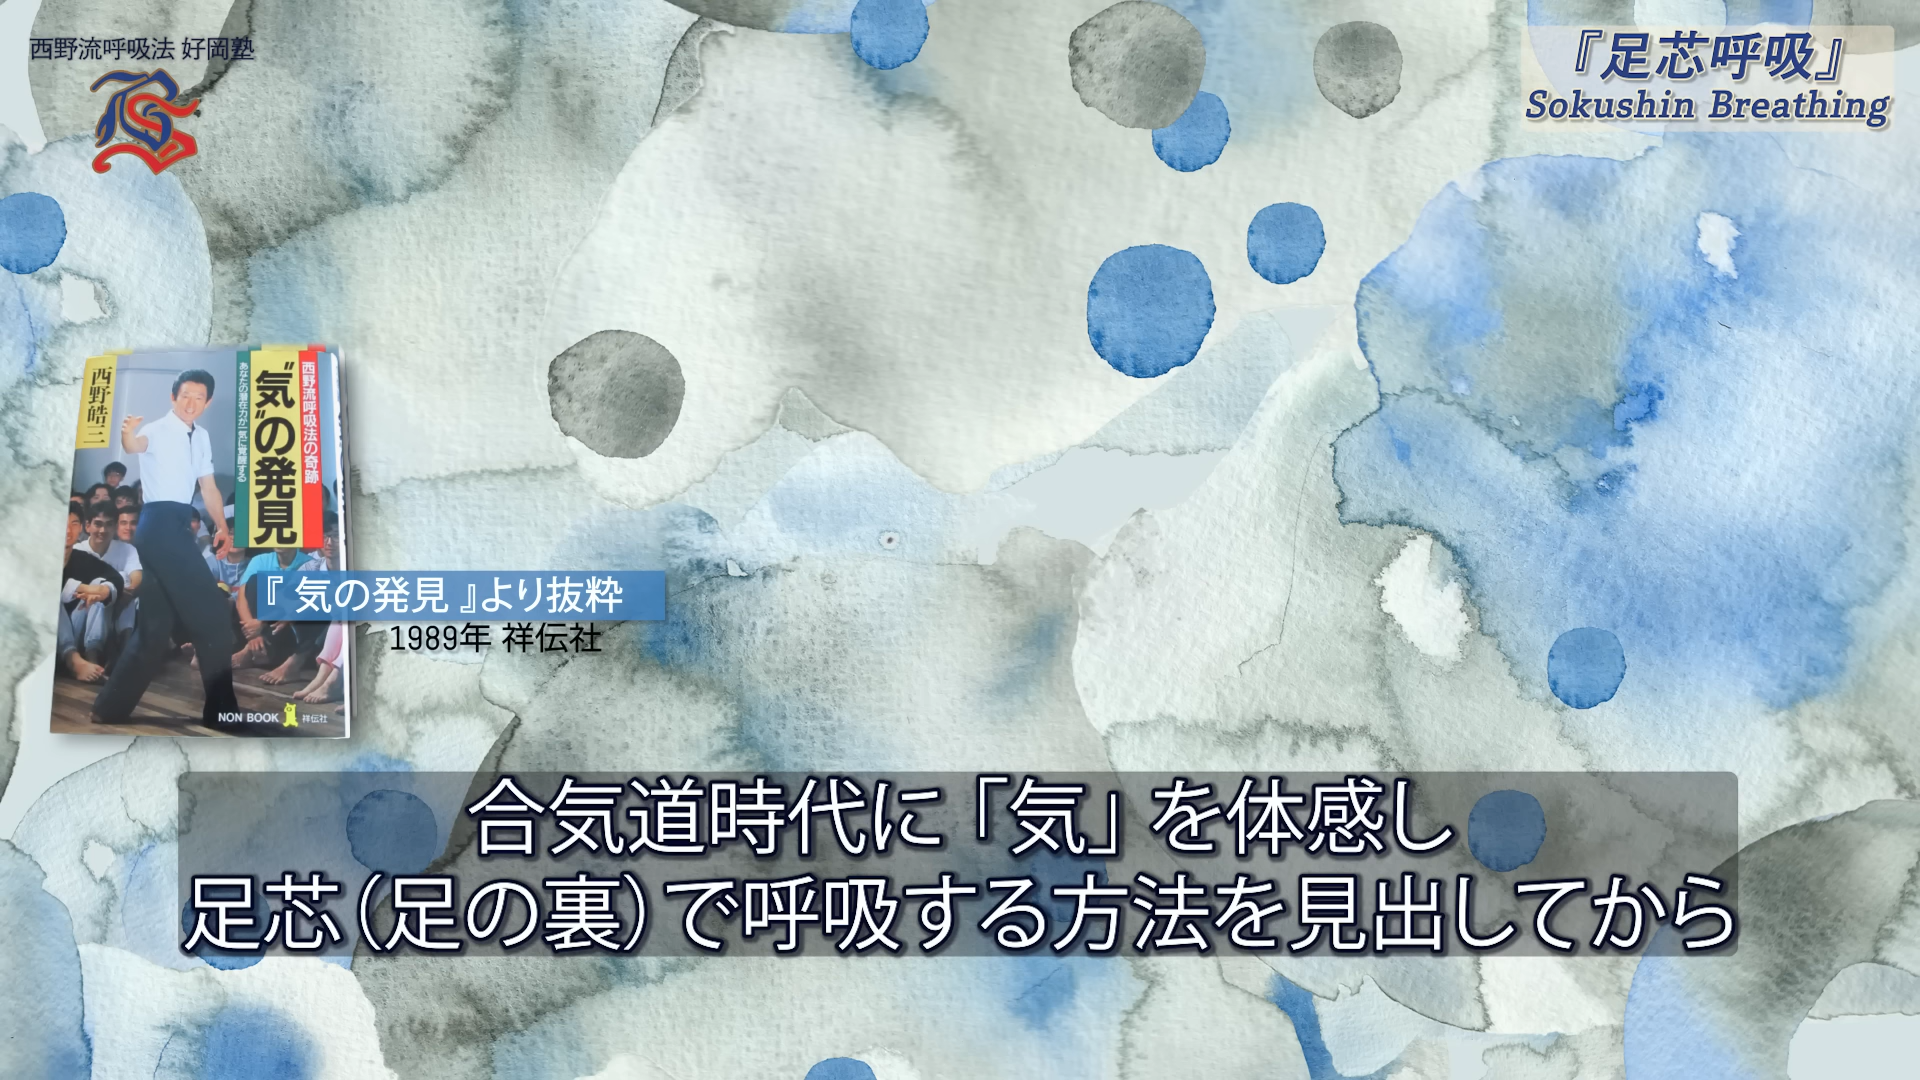 西野流呼吸法 好岡塾
『足芯呼吸』
Sokushin Breathing
西野皓三
西野流呼吸法の奇跡
“気”の発見
あなたの潜在力が一気に覚醒する
NON BOOK 祥伝社
『 気の発見 』より抜粋
1989年 祥伝社
合気道時代に「気」を体感し
足芯（足の裏）で呼吸する方法を見出してから